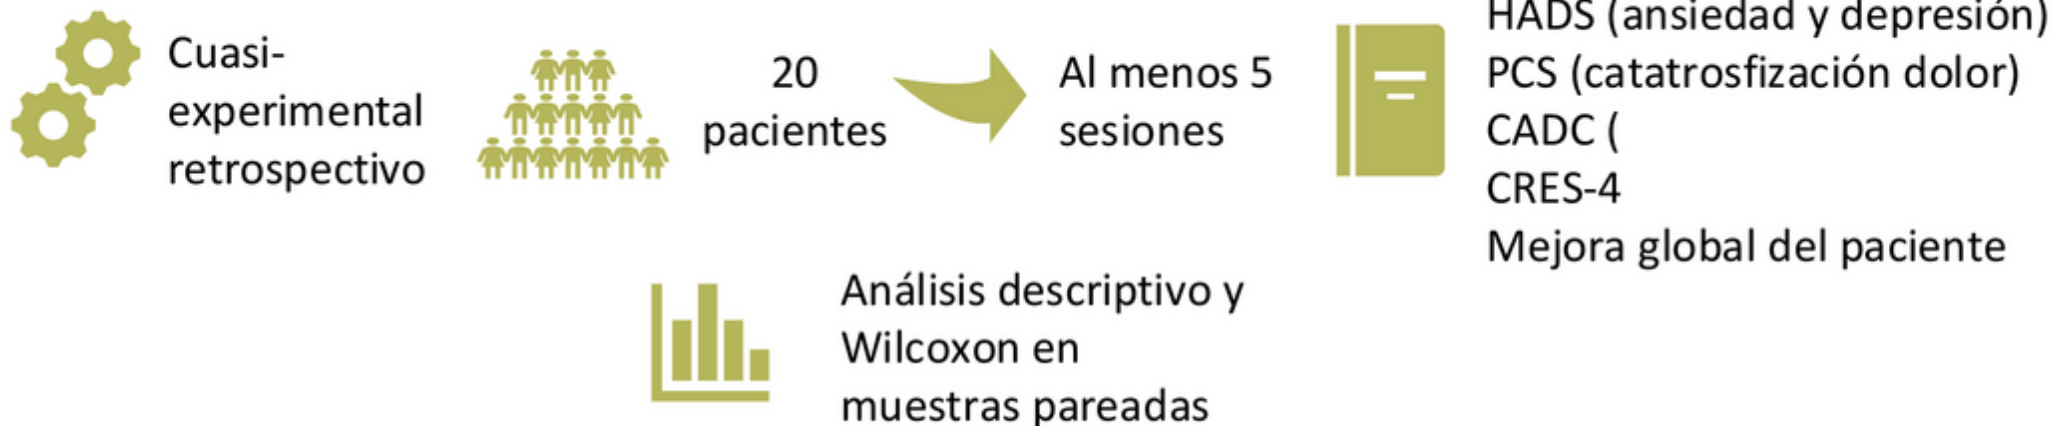 Cuasi-
experimental
retrospectivo
20
pacientes
Al menos 5
sesiones
HADS (ansiedad y depresión)
PCS (catatrosfización dolor)
CADC (
CRES-4
Mejora global del paciente
Análisis descriptivo y
Wilcoxon en
muestras pareadas